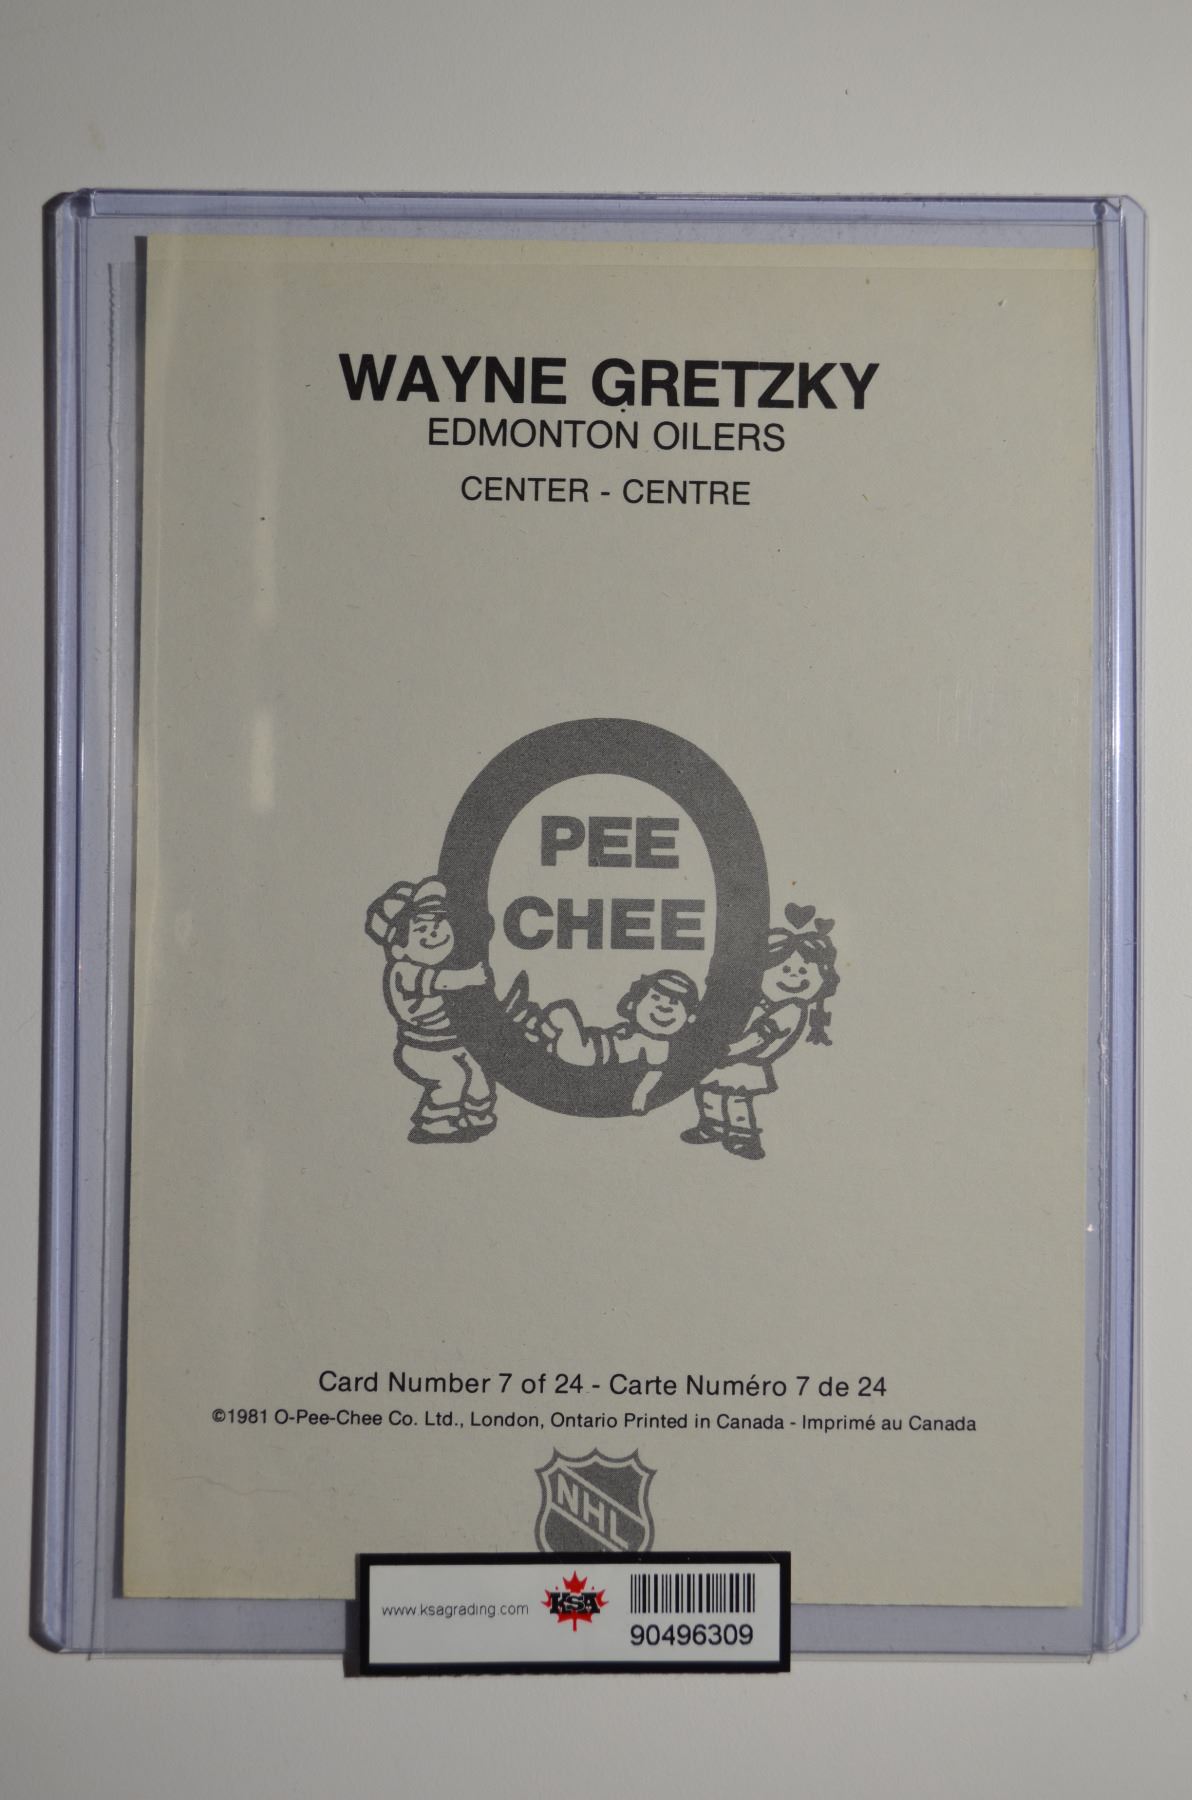 WAYNE GRETZKY
EDMONTON OILERS
CENTER - CENTRE
PEE
CHEE
Card Number 7 of 24 - Carte Numéro 7 de 24
©1981 O-Pee-Chee Co. Ltd., London, Ontario Printed in Canada - Imprimé au Canada
NHL
www.ksagrading.com KSA
90496309